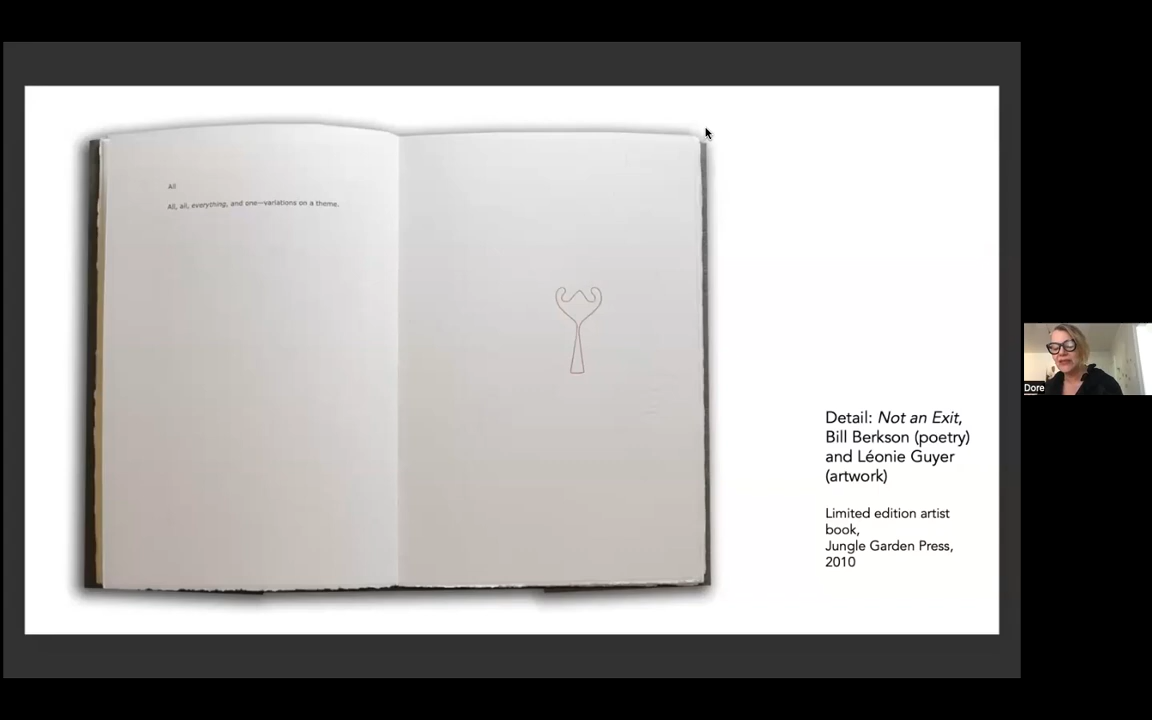 All
All, all, everything, and one—variations on a theme.
Detail: Not an Exit,
Bill Berkson (poetry)
and Léonie Guyer
(artwork)
Limited edition artist
book,
Jungle Garden Press,
2010
Dore